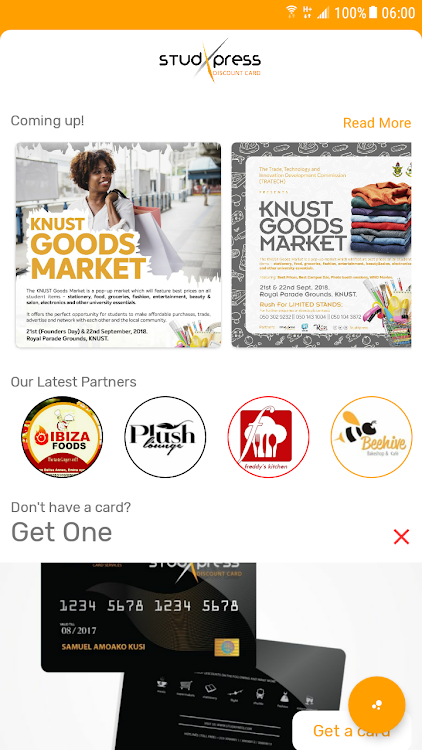 100% 06:00
studXpress
DISCOUNT CARD
Coming up!
Read More
KNUST
GOODS
MARKET
The KNUST Goods Market is a pop-up market which will feature best prices on all
student items - stationery, food, groceries, fashion, entertainment, beauty &
salon, electronics and other university essentials.
It offers the perfect opportunity for students to make affordable purchases, trade,
advertise and network with each other and the local community.
21st (Founders Day) & 22nd September, 2018.
Royal Parade Grounds, KNUST.
The Trade, Technology and
Innovation Development Commission
(TRATECH)
PRESENTS
KNUST
GOODS
MARKET
21st & 22nd Sept. 2018
Royal Parade Grounds, KNUST.
Rush For LIMITED STANDS:
Our Latest Partners
IBIZA
FOODS
Plush
lounge
freddy's kitchen
Beehive
Don't have a card?
Get One
studXpress
CARD SERVICES
DISCOUNT CARD
1234 5678 1234 5678
VALID TILL
08/2017
SAMUEL AMOAKO KUSI
Get a card